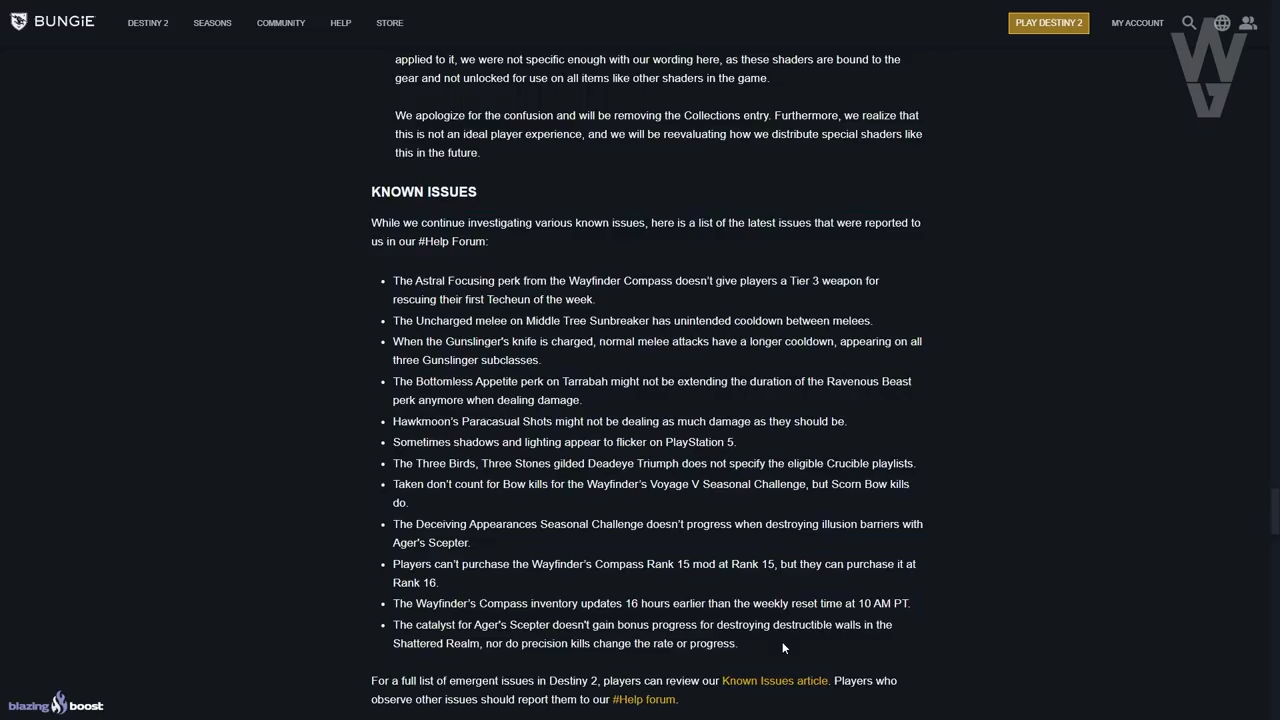 BUNGiE
DESTINY 2
SEASONS
COMMUNITY
HELP
STORE
PLAY DESTINY 2
MY ACCOUNT
applied to it, we were not specific enough with our wording here, as these shaders are bound to the
gear and not unlocked for use on all items like other shaders in the game.
We apologize for the confusion and will be removing the Collections entry. Furthermore, we realize that
this is not an ideal player experience, and we will be reevaluating how we distribute special shaders like
this in the future.
KNOWN ISSUES
While we continue investigating various known issues, here is a list of the latest issues that were reported to
us in our #Help Forum:
• The Astral Focusing perk from the Wayfinder Compass doesn't give players a Tier 3 weapon for
rescuing their first Techeun of the week.
• The Uncharged melee on Middle Tree Sunbreaker has unintended cooldown between melees.
• When the Gunslinger's knife is charged, normal melee attacks have a longer cooldown, appearing on all
three Gunslinger subclasses.
• The Bottomless Appetite perk on Tarrabah might not be extending the duration of the Ravenous Beast
perk anymore when dealing damage.
• Hawkmoon's Paracasual Shots might not be dealing as much damage as they should be.
• Sometimes shadows and lighting appear to flicker on PlayStation 5.
• The Three Birds, Three Stones gilded Deadeye Triumph does not specify the eligible Crucible playlists.
• Taken don't count for Bow kills for the Wayfinder's Voyage V Seasonal Challenge, but Scorn Bow kills
do.
• The Deceiving Appearances Seasonal Challenge doesn't progress when destroying illusion barriers with
Ager's Scepter.
• Players can't purchase the Wayfinder's Compass Rank 15 mod at Rank 15, but they can purchase it at
Rank 16.
• The Wayfinder's Compass inventory updates 16 hours earlier than the weekly reset time at 10 AM PT.
• The catalyst for Ager's Scepter doesn't gain bonus progress for destroying destructible walls in the
Shattered Realm, nor do precision kills change the rate or progress.
For a full list of emergent issues in Destiny 2, players can review our Known Issues article. Players who
observe other issues should report them to our #Help forum.
blazing boost